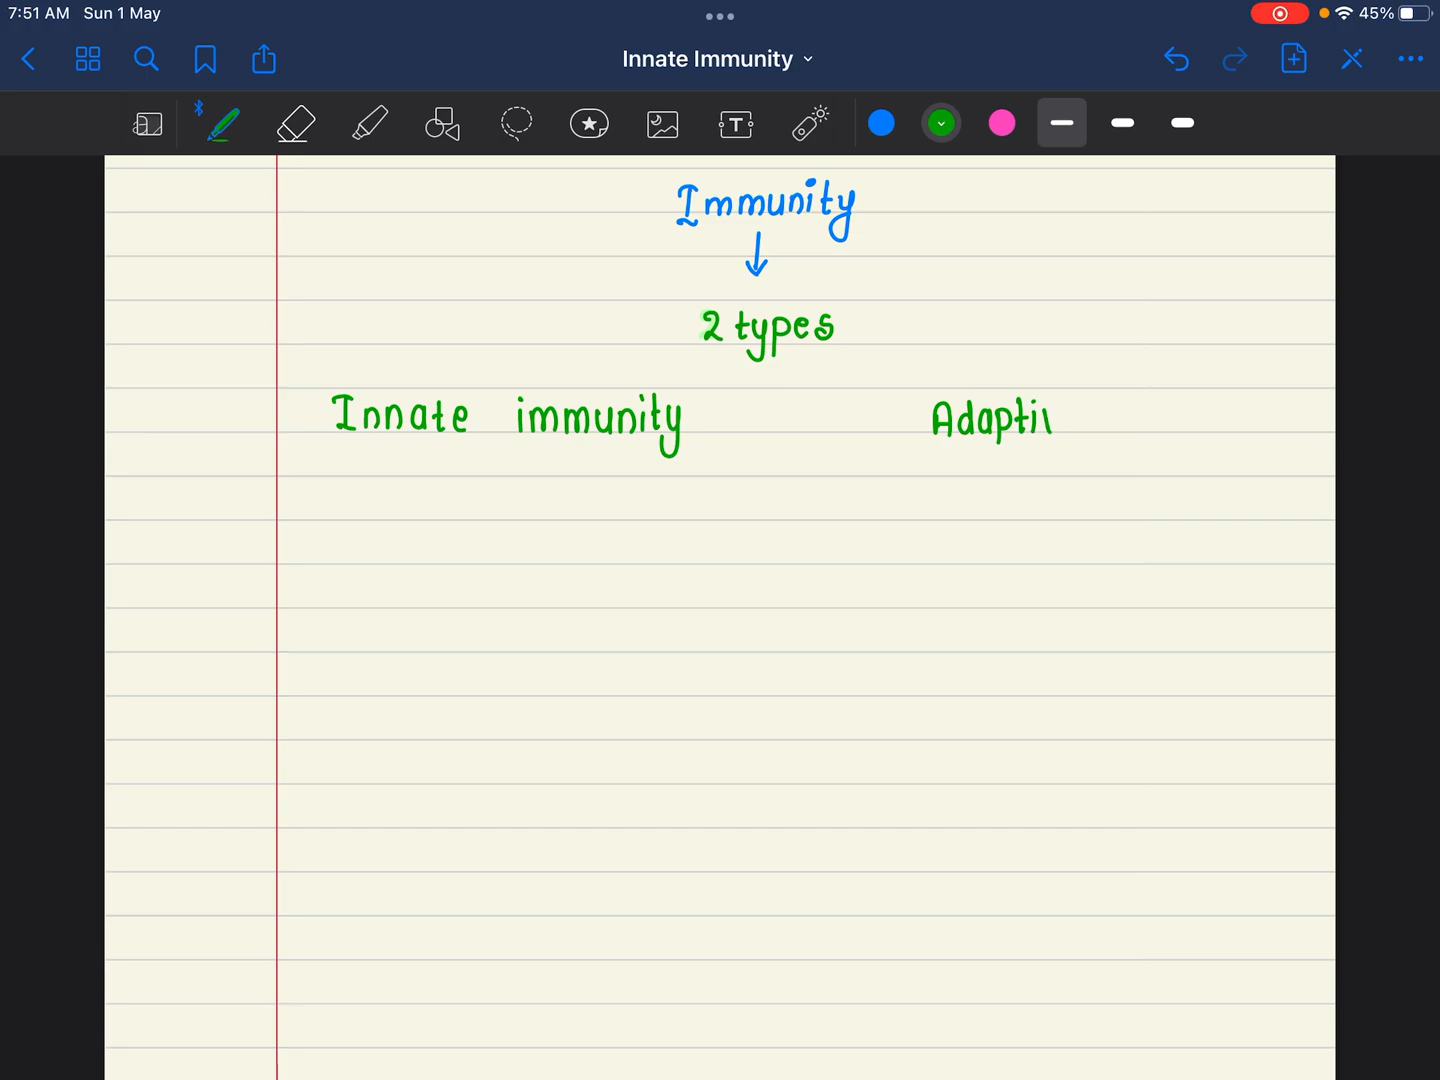 7:51 AM Sun 1 May
45%
Innate Immunity
T
Immunity
2 types
Innate immunity Adapti